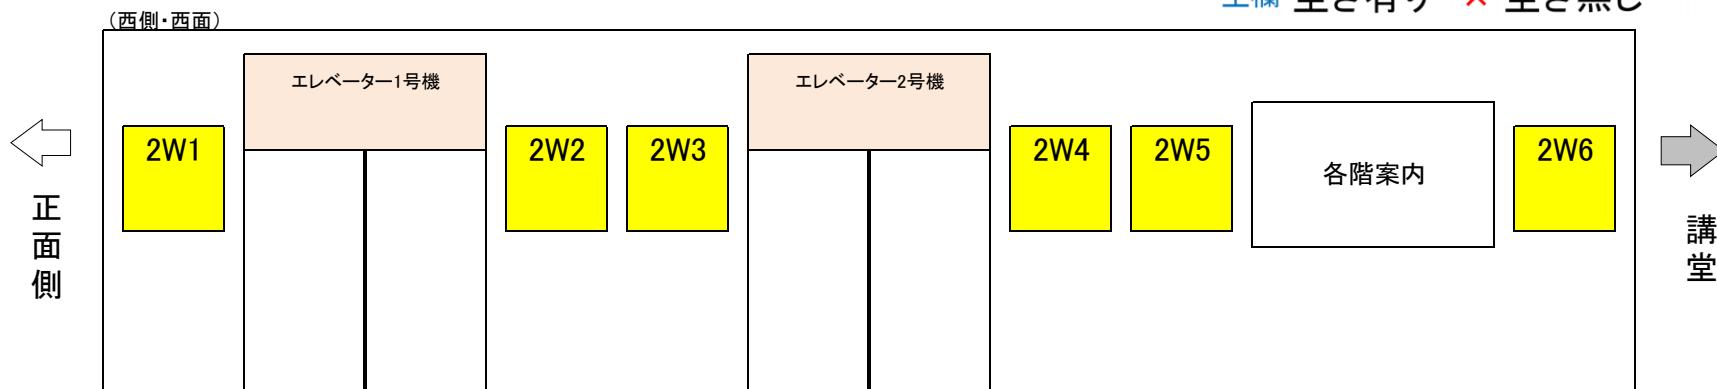 （西側・西面）
エレベーター1号機
エレベーター2号機
2W1
2W2
2W3
2W4
2W5
各階案内
2W6
正面側
講堂